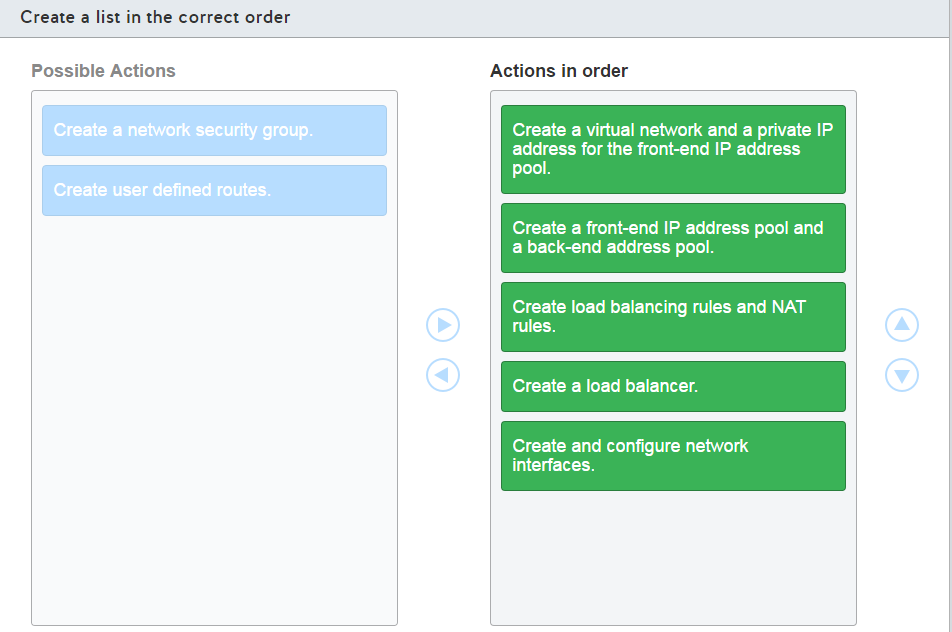 Create a list in the correct order
Possible Actions
Create a network security group.
Create user defined routes.
Actions in order
Create a virtual network and a private IP
address for the front-end IP address
pool.
Create a front-end IP address pool and
a back-end address pool.
Create load balancing rules and NAT
rules.
Create a load balancer.
Create and configure network
interfaces.